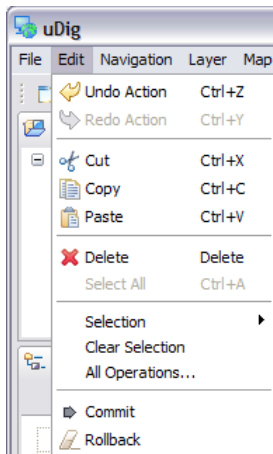 uDig
File Edit Navigation Layer Map
Undo Action Ctrl+Z
Redo Action Ctrl+Y
Cut Ctrl+X
Copy Ctrl+C
Paste Ctrl+V
Delete Delete
Select All Ctrl+A
Selection
Clear Selection
All Operations...
Commit
Rollback